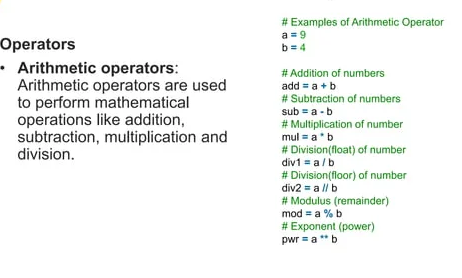 Operators
• Arithmetic operators:
Arithmetic operators are used
to perform mathematical
operations like addition,
subtraction, multiplication and
division.
# Examples of Arithmetic Operator
a = 9
b = 4
# Addition of numbers
add = a + b
# Subtraction of numbers
sub = a - b
# Multiplication of number
mul = a * b
# Division(float) of number
div1 = a / b
# Division(floor) of number
div2 = a // b
# Modulus (remainder)
mod = a % b
# Exponent (power)
pwr = a ** b